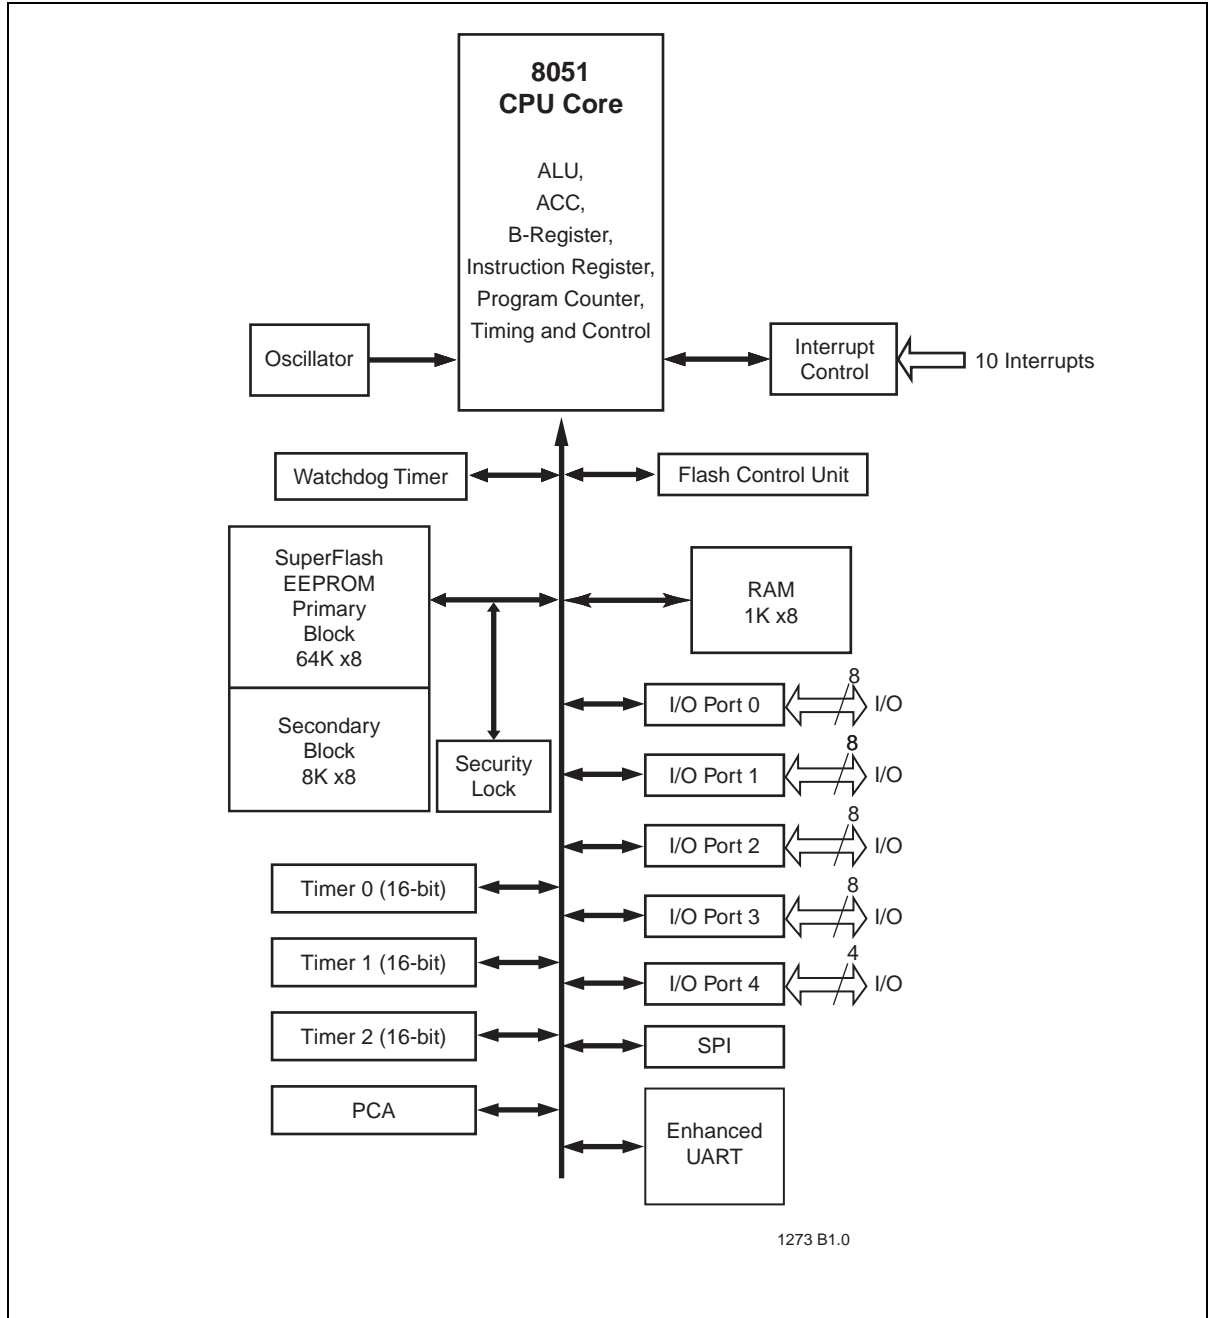 8051
CPU Core
ALU,
ACC,
B-Register,
Instruction Register,
Program Counter,
Timing and Control
Oscillator
Interrupt
Control
10 Interrupts
Watchdog Timer
Flash Control Unit
SuperFlash
EEPROM
Primary
Block
64K x8
RAM
1K x8
Secondary
Block
8K x8
Security
Lock
I/O Port 0
8
I/O
I/O Port 1
8
I/O
I/O Port 2
8
I/O
I/O Port 3
8
I/O
I/O Port 4
4
I/O
Timer 0 (16-bit)
Timer 1 (16-bit)
Timer 2 (16-bit)
SPI
PCA
Enhanced
UART
1273 B1.0